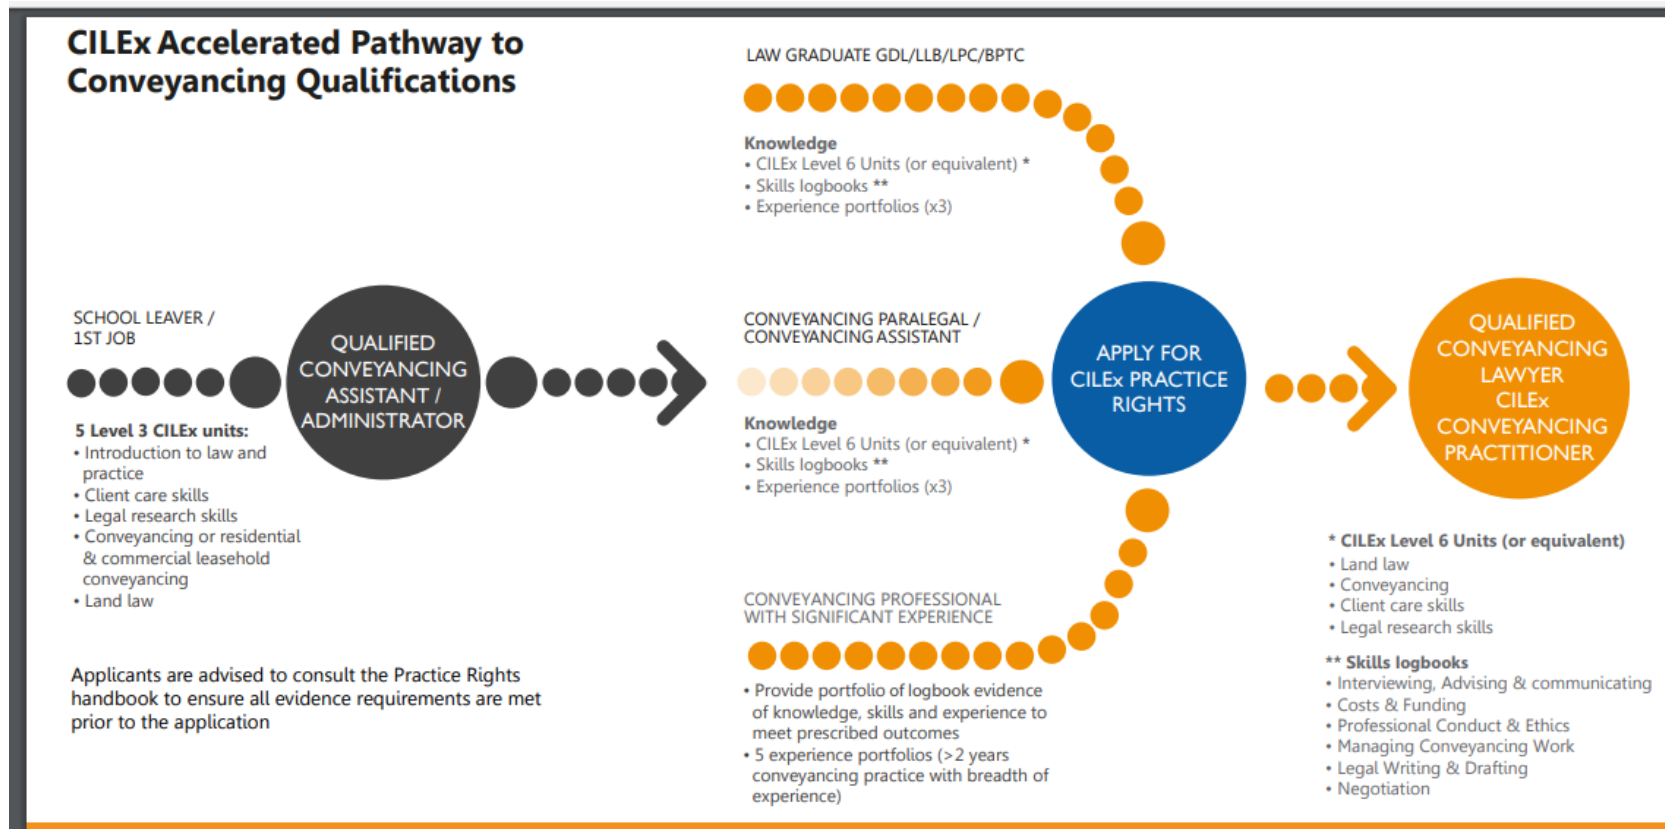 CILEx Accelerated Pathway to
Conveyancing Qualifications
SCHOOL LEAVER /
1ST JOB
5 Level 3 CILEx units:
• Introduction to law and
practice
• Client care skills
• Legal research skills
• Conveyancing or residential
& commercial leasehold
conveyancing
• Land law
QUALIFIED
CONVEYANCING
ASSISTANT /
ADMINISTRATOR
Applicants are advised to consult the Practice Rights
handbook to ensure all evidence requirements are met
prior to the application
LAW GRADUATE GDL/LLB/LPC/BPTC
Knowledge
• CILEx Level 6 Units (or equivalent) *
• Skills logbooks **
• Experience portfolios (x3)
CONVEYANCING PARALEGAL /
CONVEYANCING ASSISTANT
Knowledge
• CILEx Level 6 Units (or equivalent) *
• Skills logbooks **
• Experience portfolios (x3)
CONVEYANCING PROFESSIONAL
WITH SIGNIFICANT EXPERIENCE
• Provide portfolio of logbook evidence
of knowledge, skills and experience to
meet prescribed outcomes
• 5 experience portfolios (>2 years
conveyancing practice with breadth of
experience)
APPLY FOR
CILEx PRACTICE
RIGHTS
QUALIFIED
CONVEYANCING
LAWYER
CILEx
CONVEYANCING
PRACTITIONER
* CILEx Level 6 Units (or equivalent)
• Land law
• Conveyancing
• Client care skills
• Legal research skills
** Skills logbooks
• Interviewing, Advising & communicating
• Costs & Funding
• Professional Conduct & Ethics
• Managing Conveyancing Work
• Legal Writing & Drafting
• Negotiation